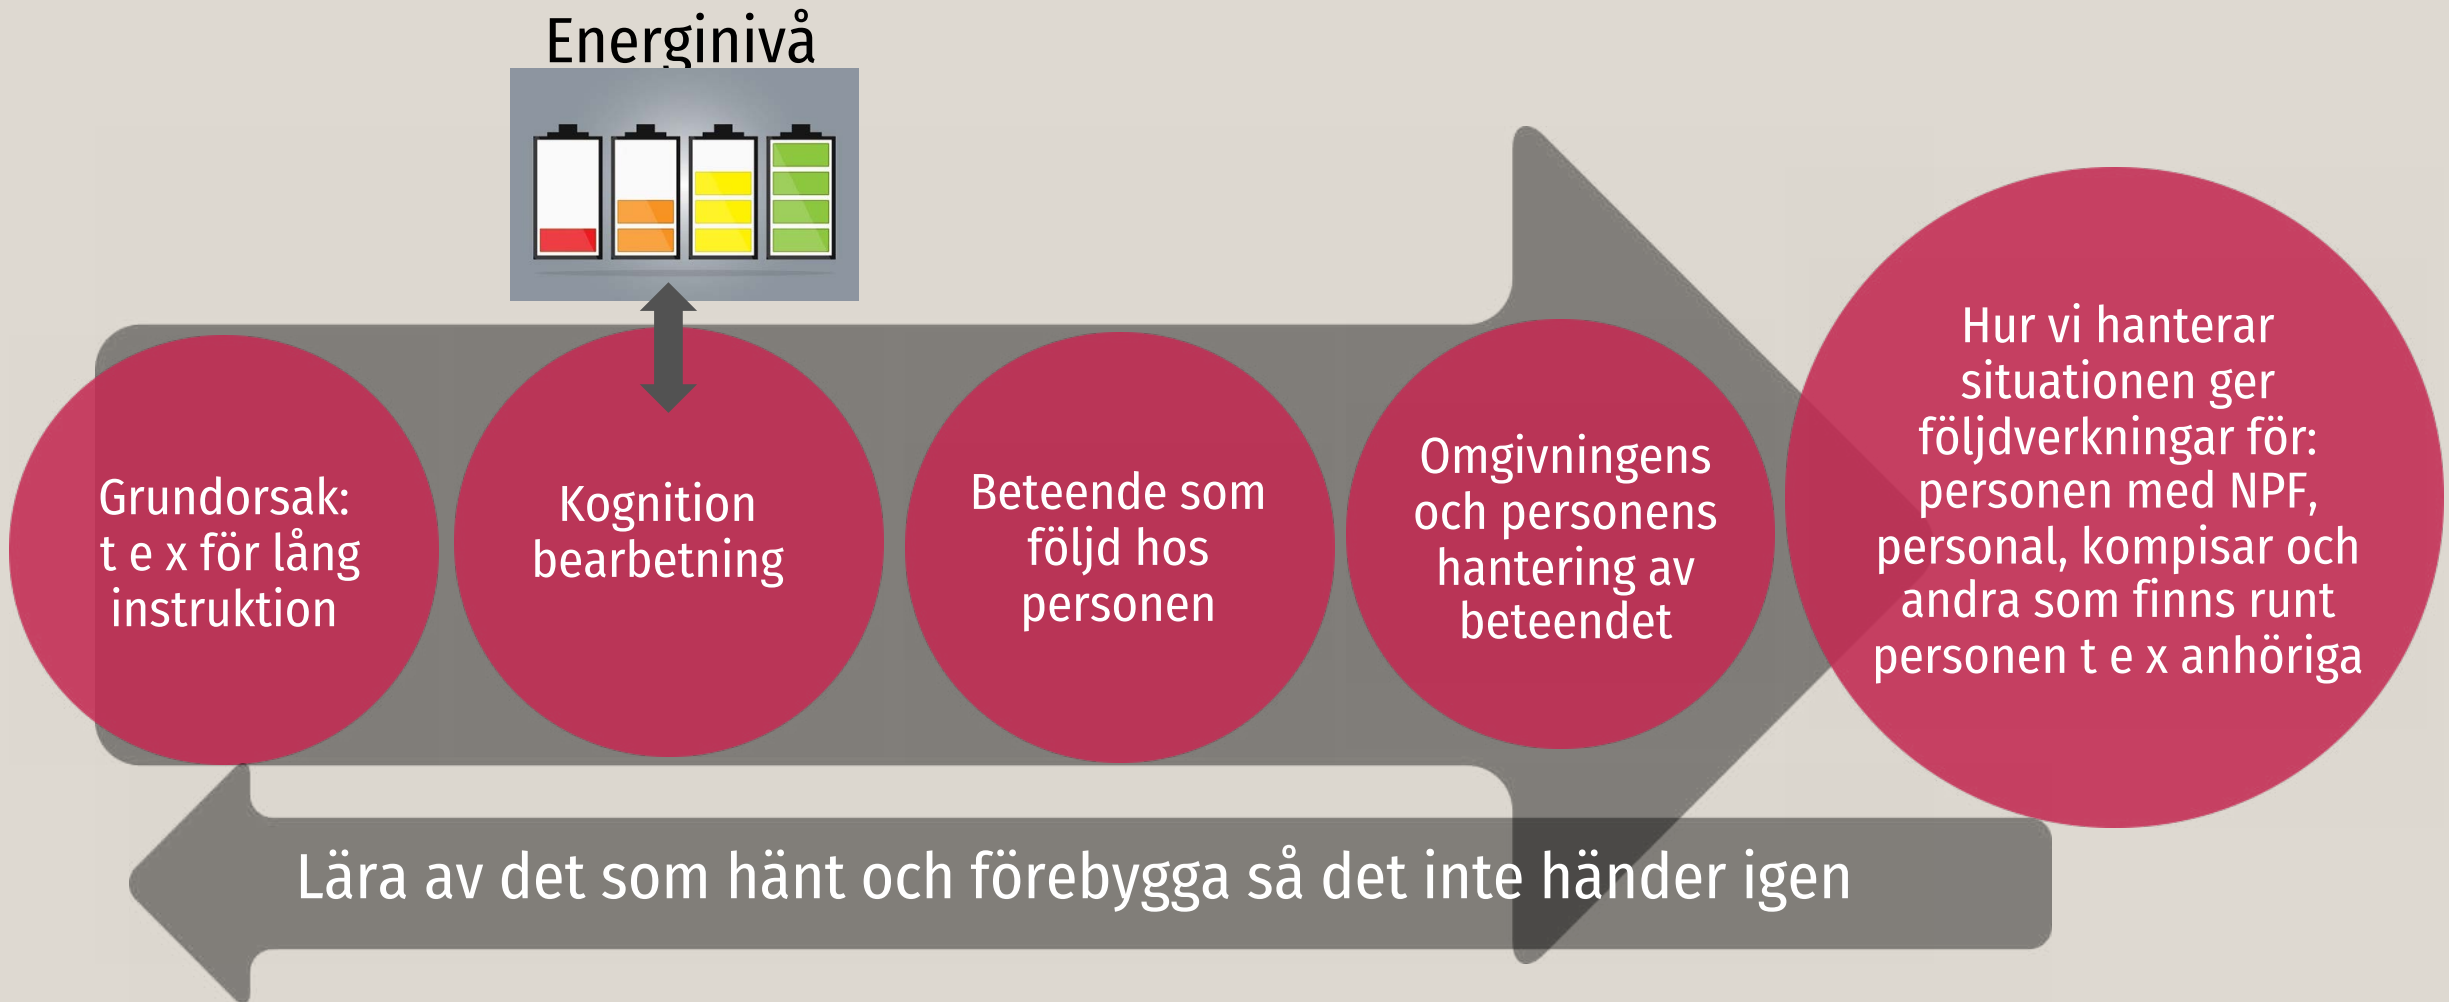 Energinivå
Grundorsak:
t e x för lång
instruktion
Kognition
bearbetning
Beteende som
följd hos
personen
Omgivningens
och personens
hantering av
beteendet
Hur vi hanterar
situationen ger
följdverkningar för:
personen med NPF,
personal, kompisar och
andra som finns runt
personen t e x anhöriga
Lära av det som hänt och förebygga så det inte händer igen